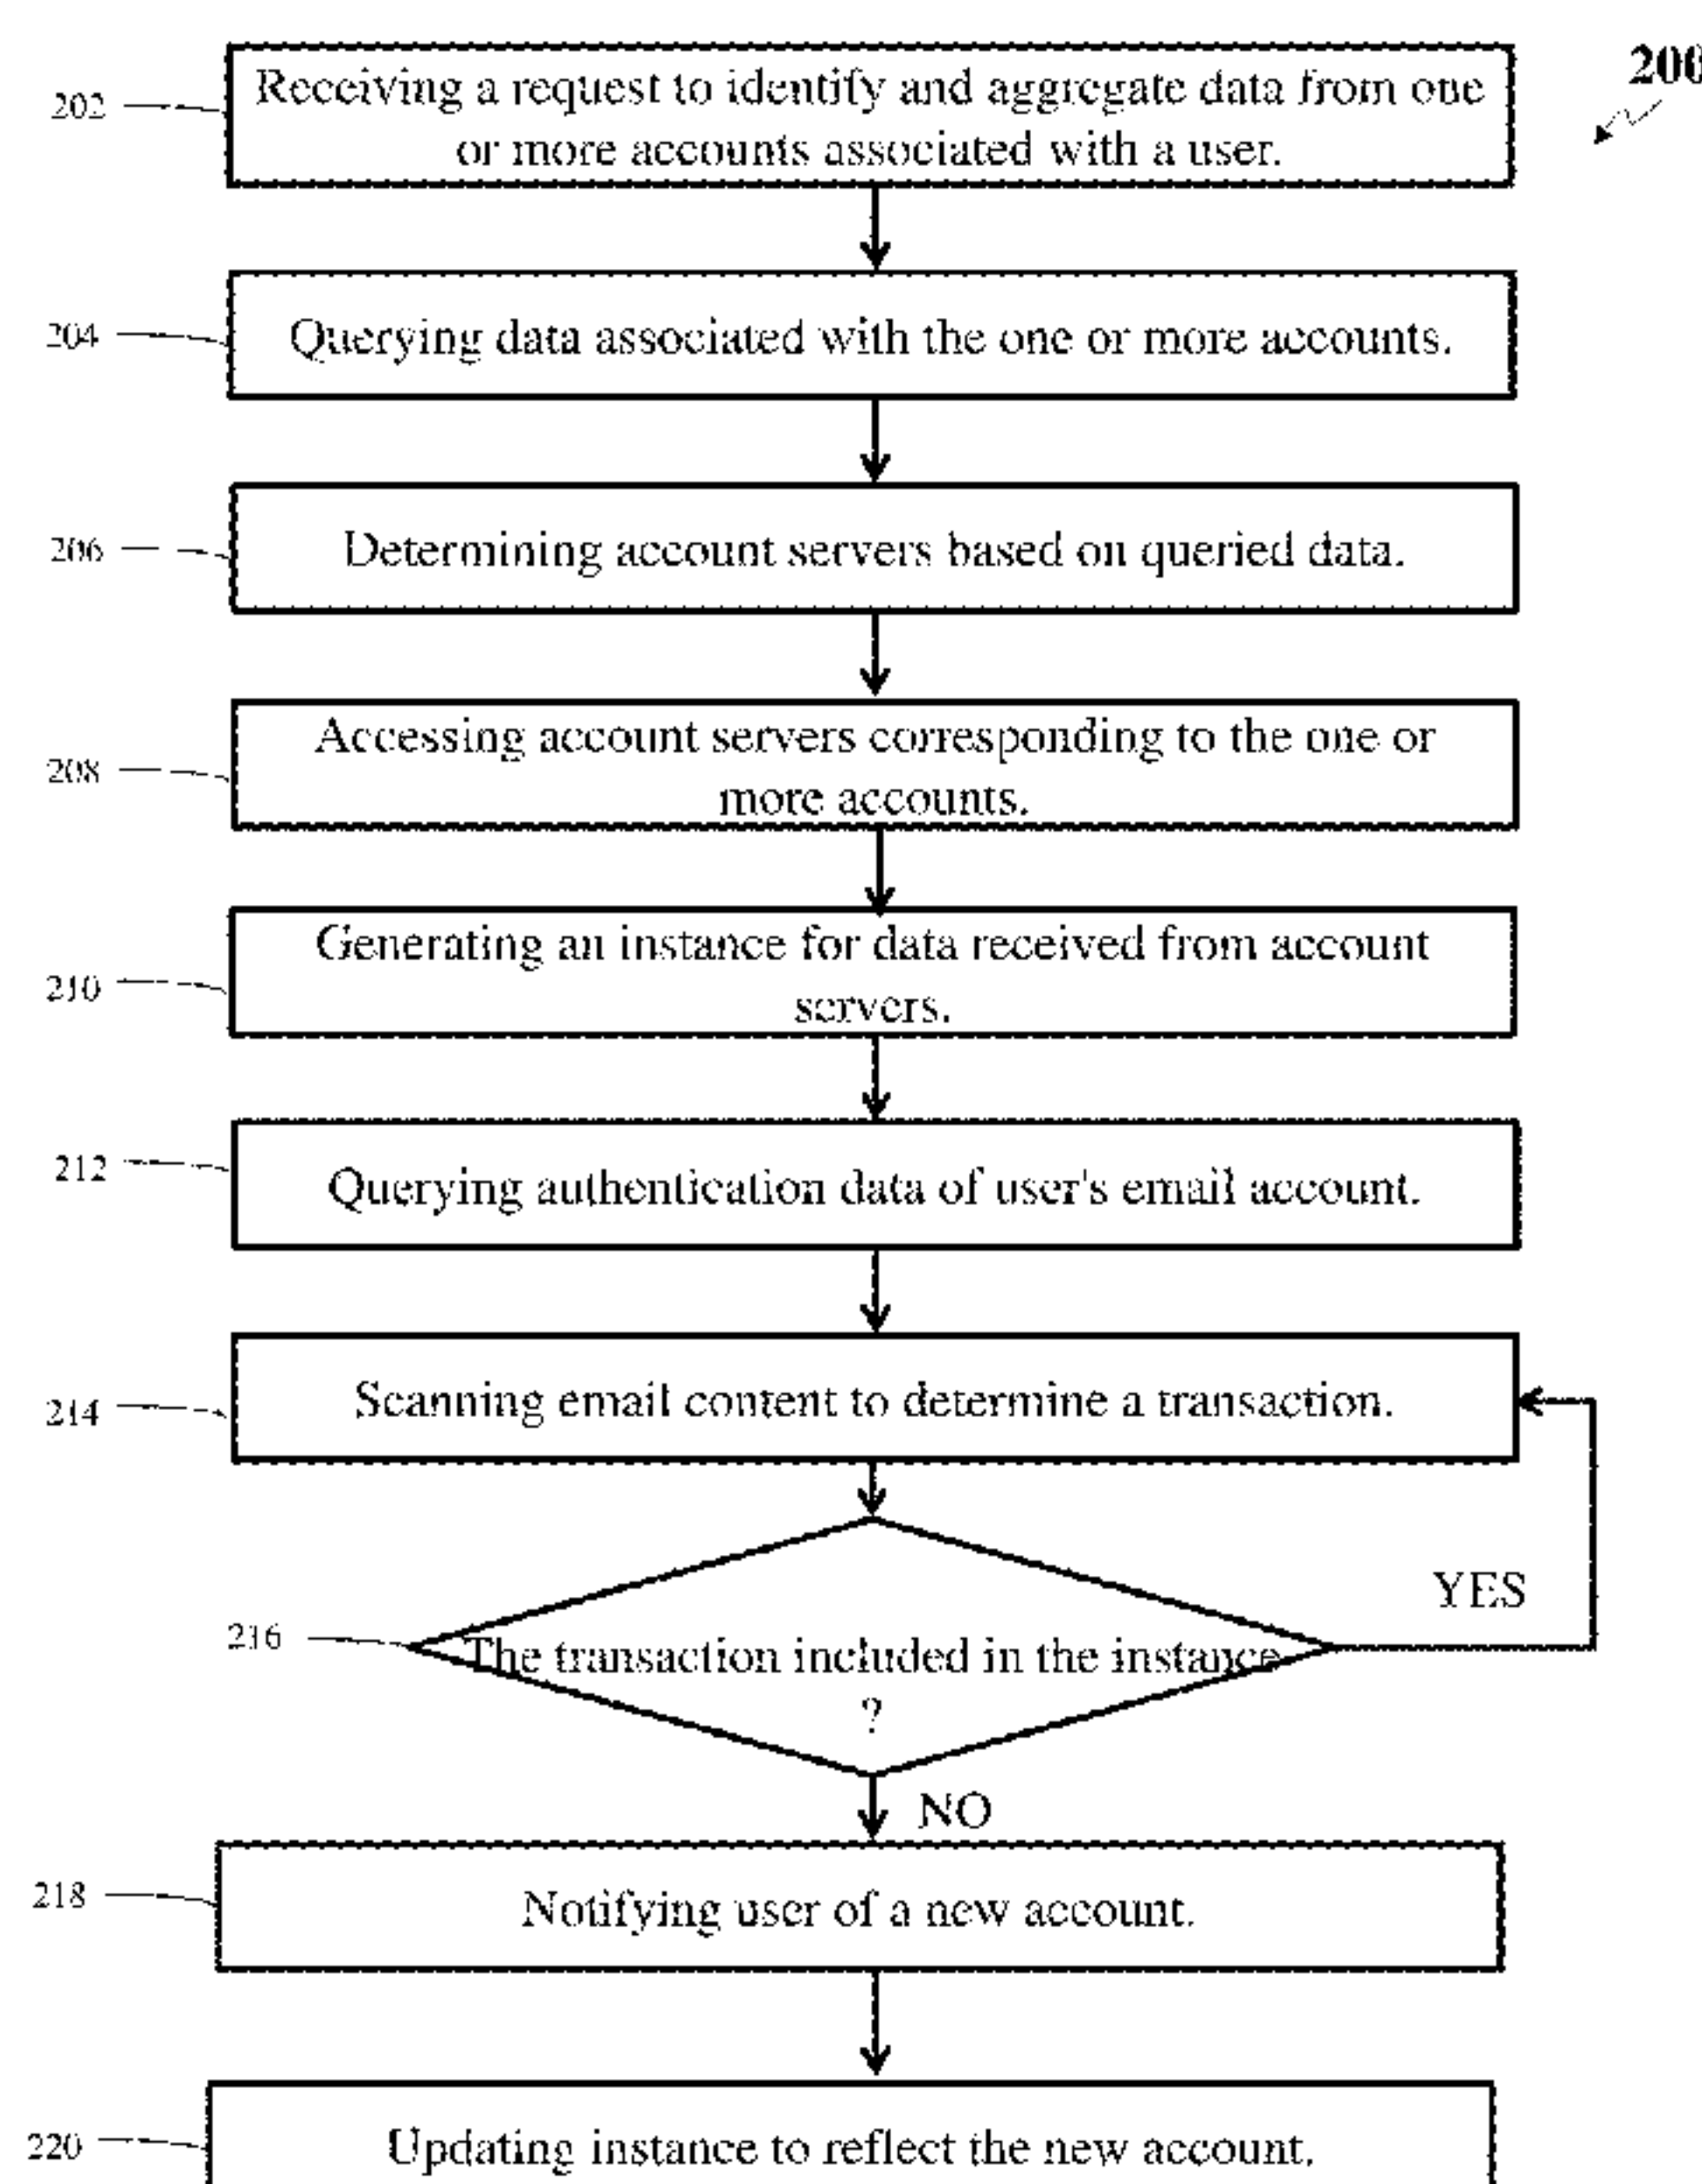 200
202
Receiving a request to identify and aggregate data from one
or more accounts associated with a user.
204
Querying data associated with the one or more accounts.
206
Determining account servers based on queried data.
208
Accessing account servers corresponding to the one or
more accounts.
210
Generating an instance for data received from account
servers.
212
Querying authentication data of user's email account.
214
Scanning email content to determine a transaction.
YES
216
The transaction included in the instance
?
NO
218
Notifying user of a new account.
220
Updating instance to reflect the new account.